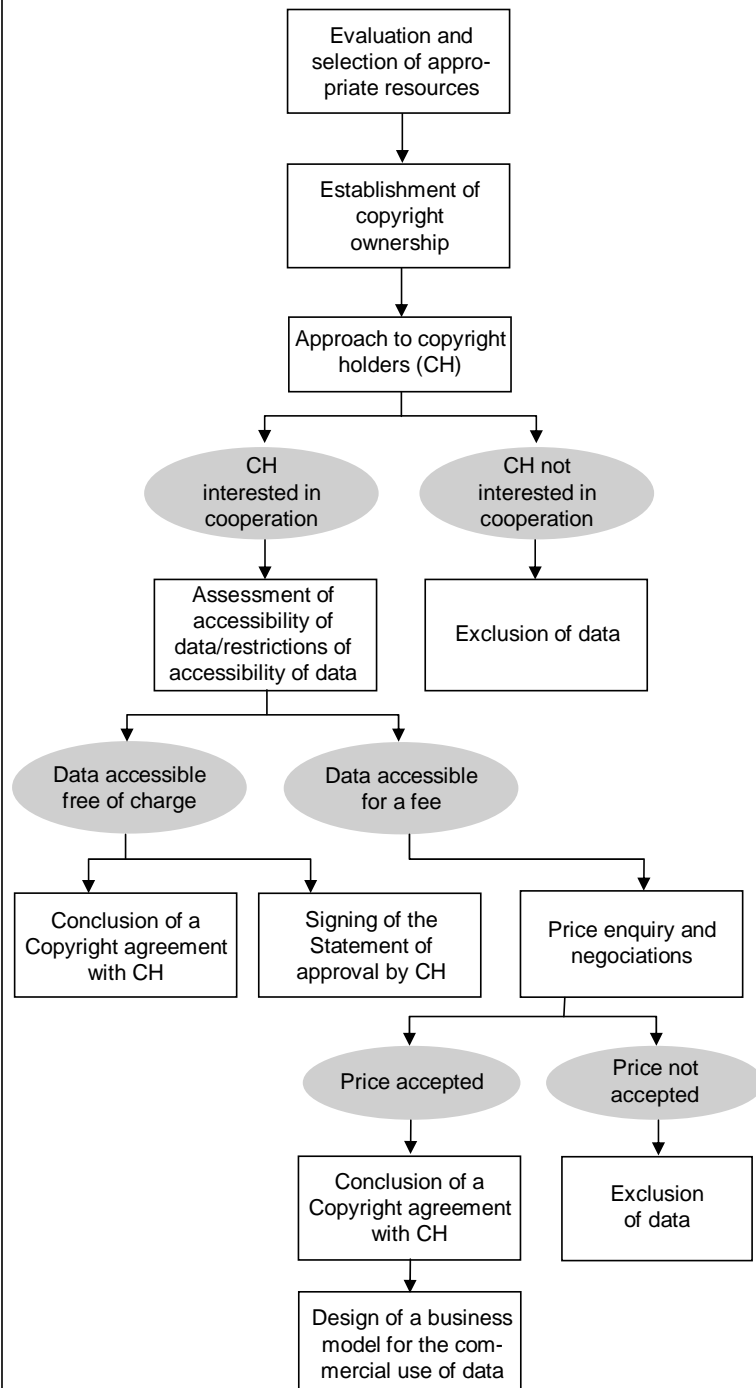 Evaluation and
selection of appro-
priate resources
Establishment of
copyright
ownership
Approach to copyright
holders (CH)
CH
interested in
cooperation
CH not
interested in
cooperation
Assessment of
accessibility of
data/restrictions of
accessibility of data
Exclusion of data
Data accessible
free of charge
Data accessible
for a fee
Conclusion of a
Copyright agreement
with CH
Signing of the
Statement of
approval by CH
Price enquiry and
negociations
Price accepted
Price not
accepted
Conclusion of a
Copyright agreement
with CH
Exclusion
of data
Design of a business
model for the com-
mercial use of data